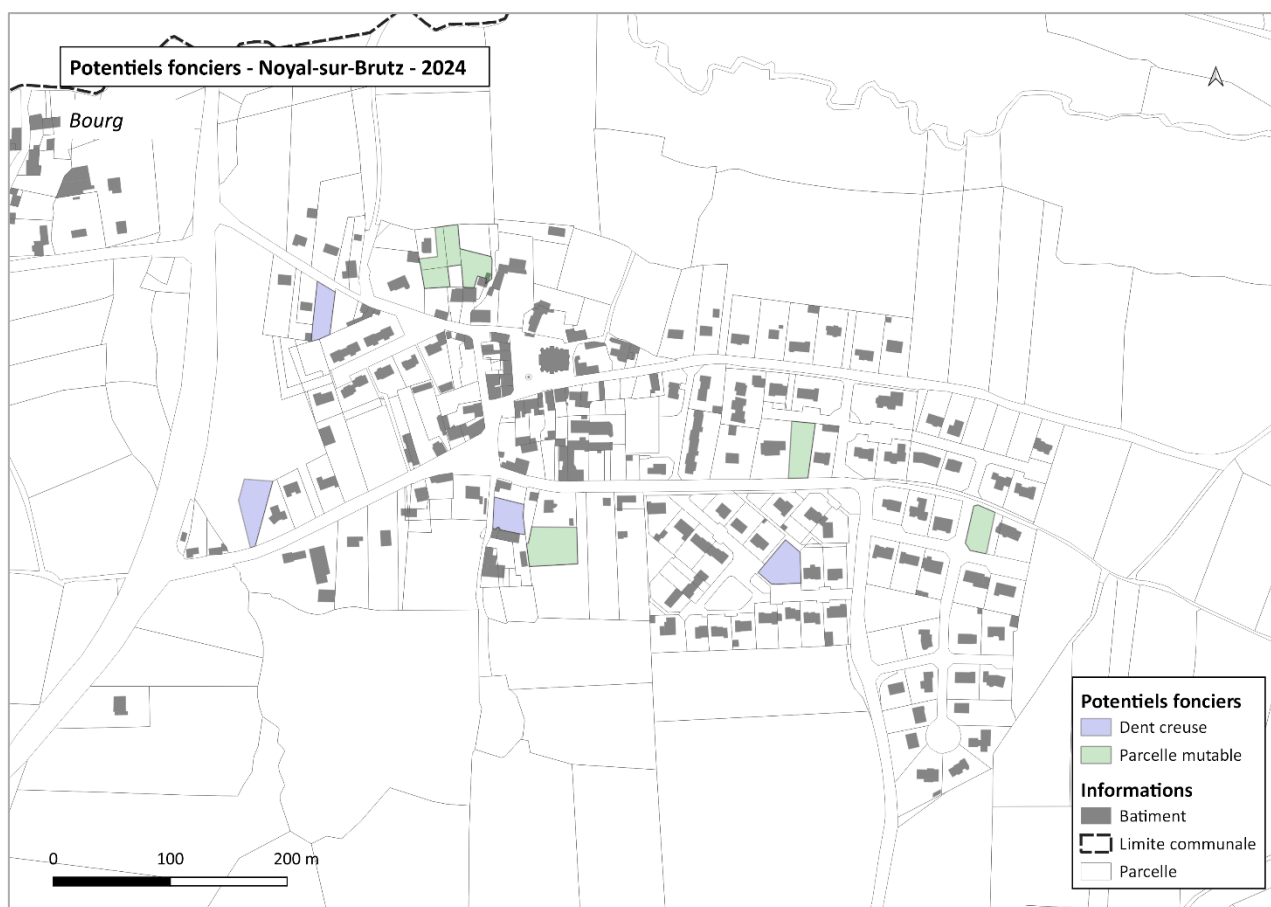 Potentiels fonciers - Noyal-sur-Brutz - 2024
Bourg
Potentiels fonciers
Dent creuse
Parcelle mutable
Informations
Batiment
Limite communale
Parcelle
0 100 200 m